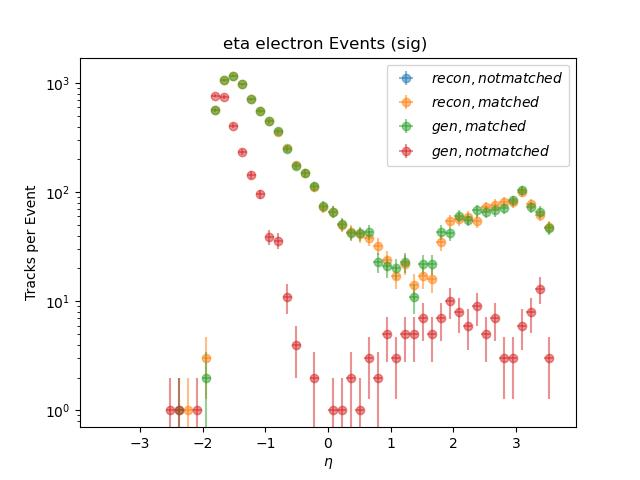 eta electron Events (sig)
Tracks per Event
10³
10²
10¹
10⁰
recon, notmatched
recon, matched
gen, matched
gen, notmatched
−3 −2 −1 0 1 2 3
η